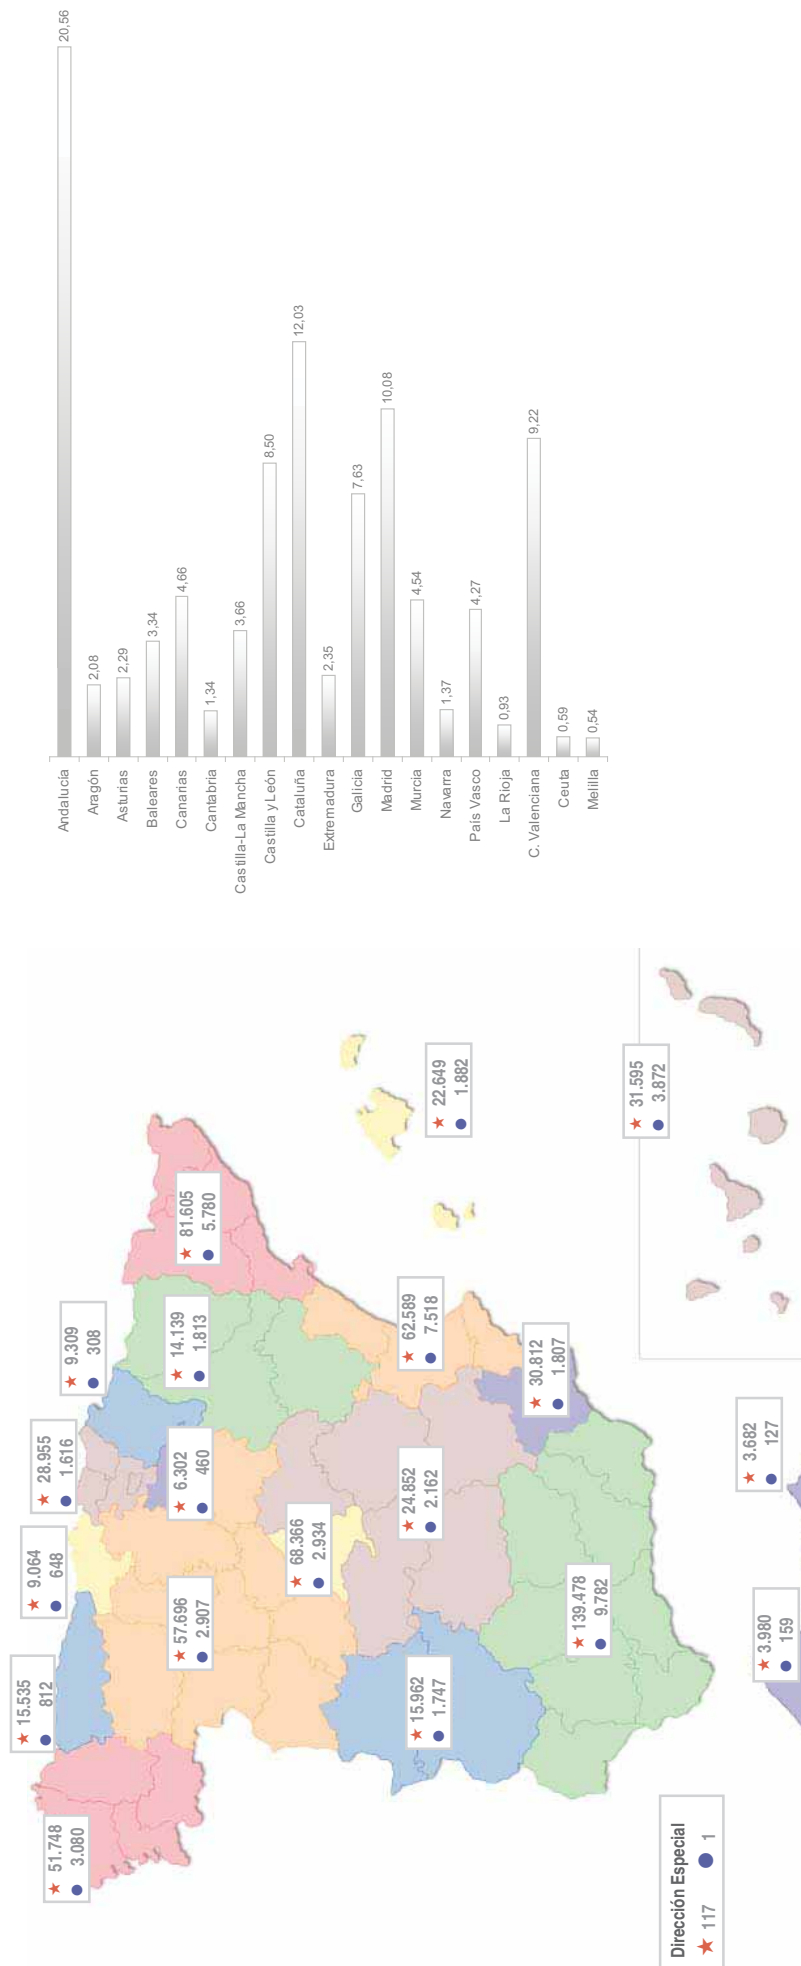 51.748
3.080
15.535
812
9.064
648
28.955
1.616
9.309
308
57.696
2.907
6.302
460
14.139
1.813
81.605
5.780
68.366
2.934
15.962
1.747
24.852
2.162
62.589
7.518
22.649
1.882
139.478
9.782
30.812
1.807
31.595
3.872
Dirección Especial
117 1
3.980
159
3.682
127
Andalucía 20,56
Aragón 2,08
Asturias 2,29
Baleares 3,34
Canarias 4,66
Cantabria 1,34
Castilla-La Mancha 3,66
Castilla y León 8,50
Cataluña 12,03
Extremadura 2,35
Galicia 7,63
Madrid 10,08
Murcia 4,54
Navarra 1,37
País Vasco 4,27
La Rioja 0,93
C. Valenciana 9,22
Ceuta 0,59
Melilla 0,54